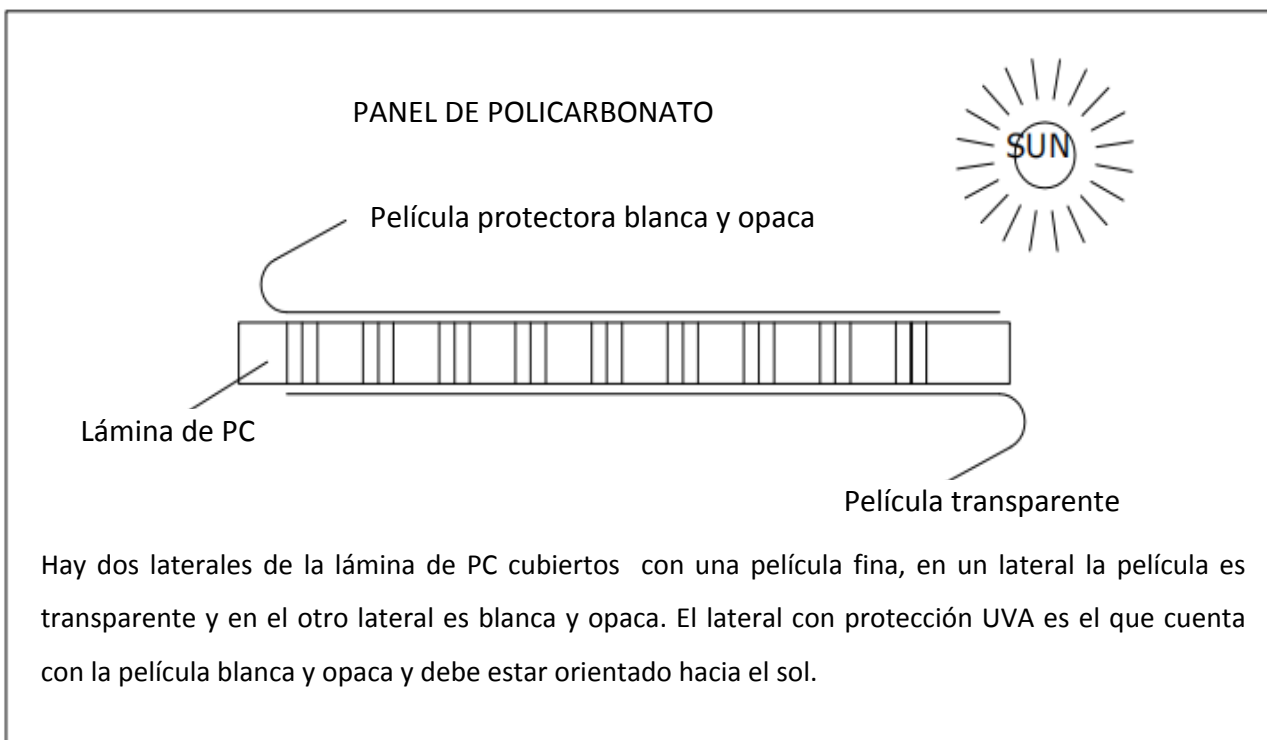 PANEL DE POLICARBONATO
SUN
Película protectora blanca y opaca
Lámina de PC
Película transparente
Hay dos laterales de la lámina de PC cubiertos con una película fina, en un lateral la película es
transparente y en el otro lateral es blanca y opaca. El lateral con protección UVA es el que cuenta
con la película blanca y opaca y debe estar orientado hacia el sol.